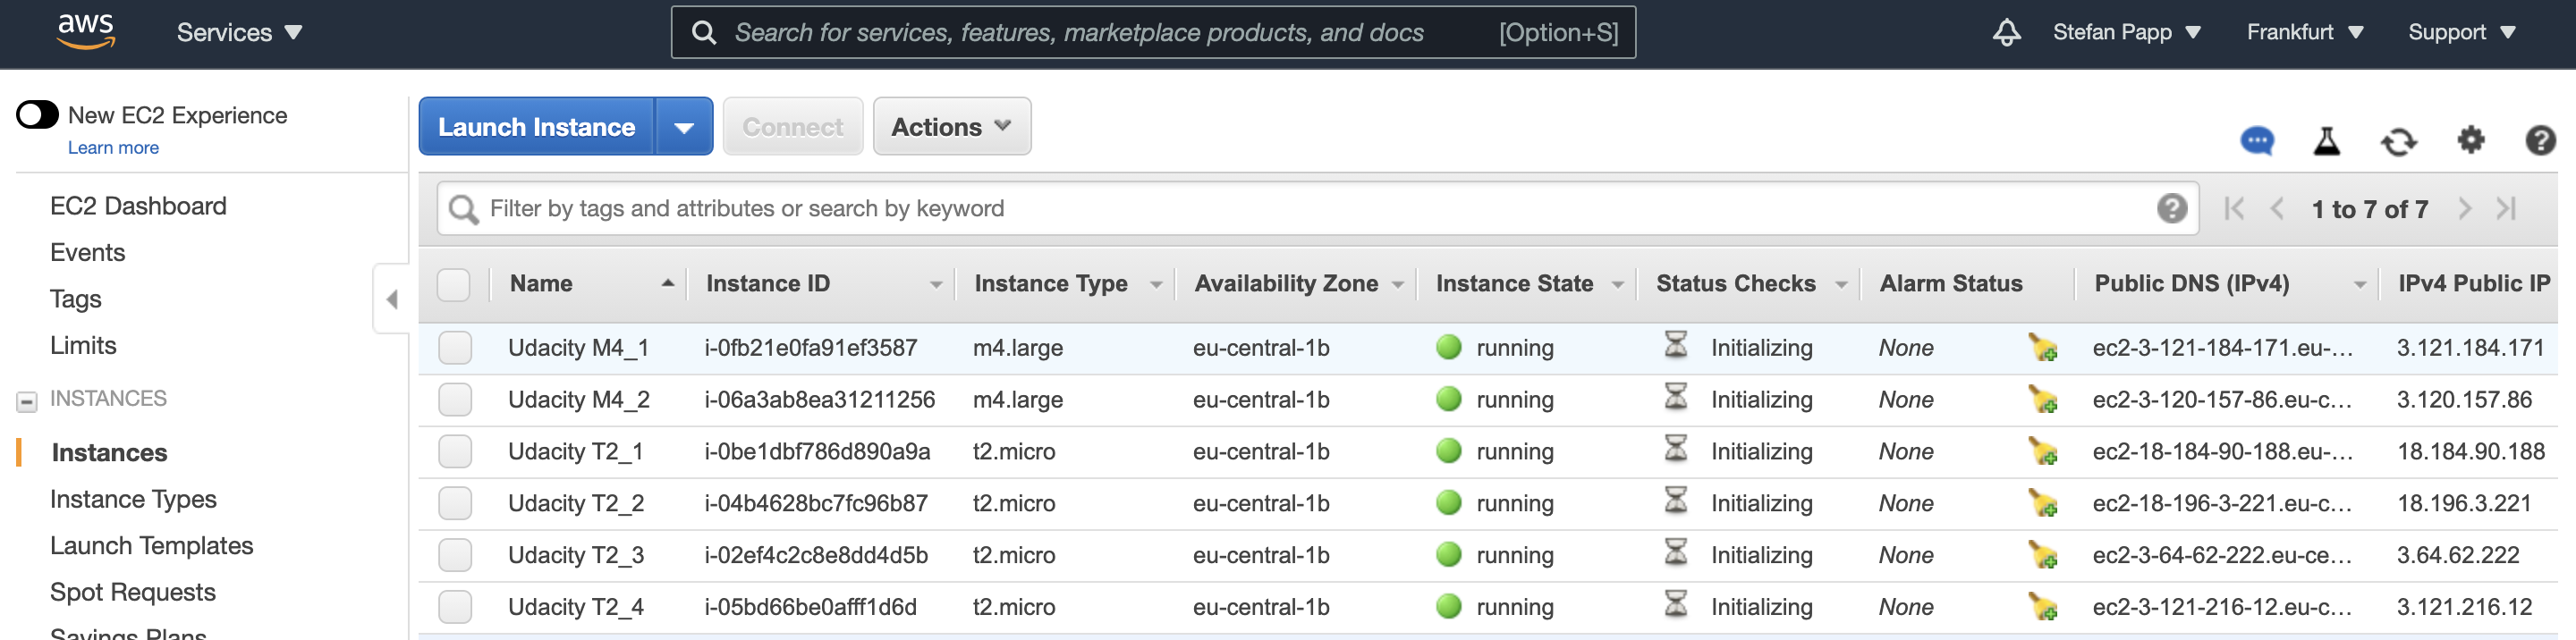 aws Services Search for services, features, marketplace products, and docs [Option+S] Stefan Papp Frankfurt Support
New EC2 Experience
Learn more
Launch Instance Connect Actions
EC2 Dashboard
Events
Tags
Limits
INSTANCES
Instances
Instance Types
Launch Templates
Spot Requests
Savings Plans
Filter by tags and attributes or search by keyword 1 to 7 of 7
Name Instance ID Instance Type Availability Zone Instance State Status Checks Alarm Status Public DNS (IPv4) IPv4 Public IP
Udacity M4_1 i-0fb21e0fa91ef3587 m4.large eu-central-1b running Initializing None ec2-3-121-184-171.eu-... 3.121.184.171
Udacity M4_2 i-06a3ab8ea31211256 m4.large eu-central-1b running Initializing None ec2-3-120-157-86.eu-c... 3.120.157.86
Udacity T2_1 i-0be1dbf786d890a9a t2.micro eu-central-1b running Initializing None ec2-18-184-90-188.eu-... 18.184.90.188
Udacity T2_2 i-04b4628bc7fc96b87 t2.micro eu-central-1b running Initializing None ec2-18-196-3-221.eu-c... 18.196.3.221
Udacity T2_3 i-02ef4c2c8e8dd4d5b t2.micro eu-central-1b running Initializing None ec2-3-64-62-222.eu-ce... 3.64.62.222
Udacity T2_4 i-05bd66be0afff1d6d t2.micro eu-central-1b running Initializing None ec2-3-121-216-12.eu-c... 3.121.216.12